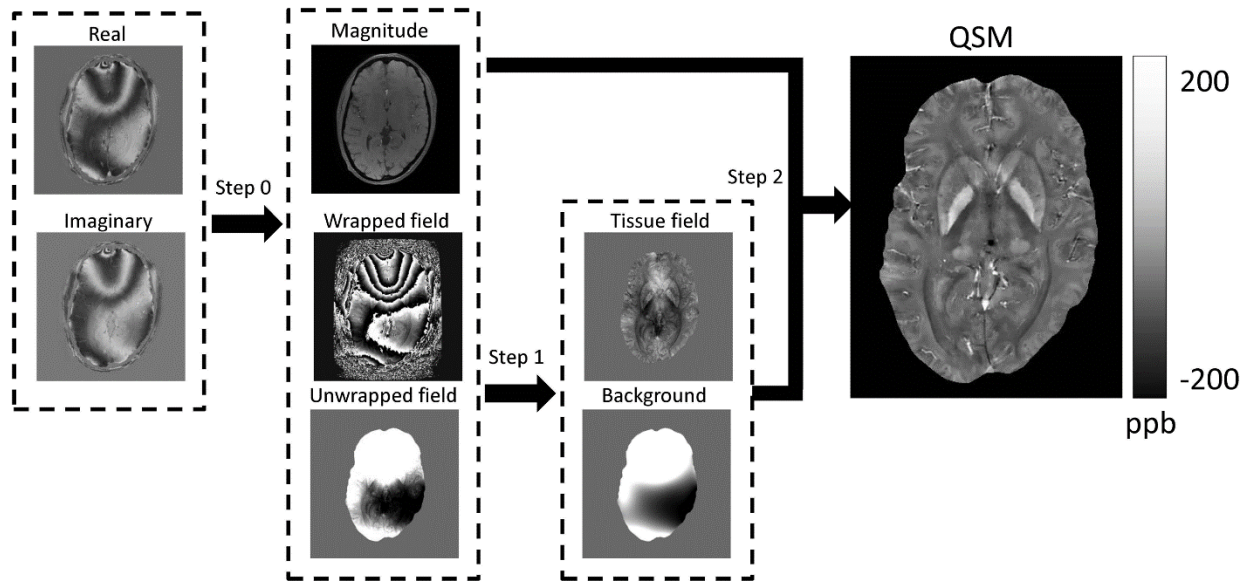 Real
Imaginary
Step 0
Magnitude
Wrapped field
Unwrapped field
Step 1
Tissue field
Background
Step 2
QSM
200
-200
ppb